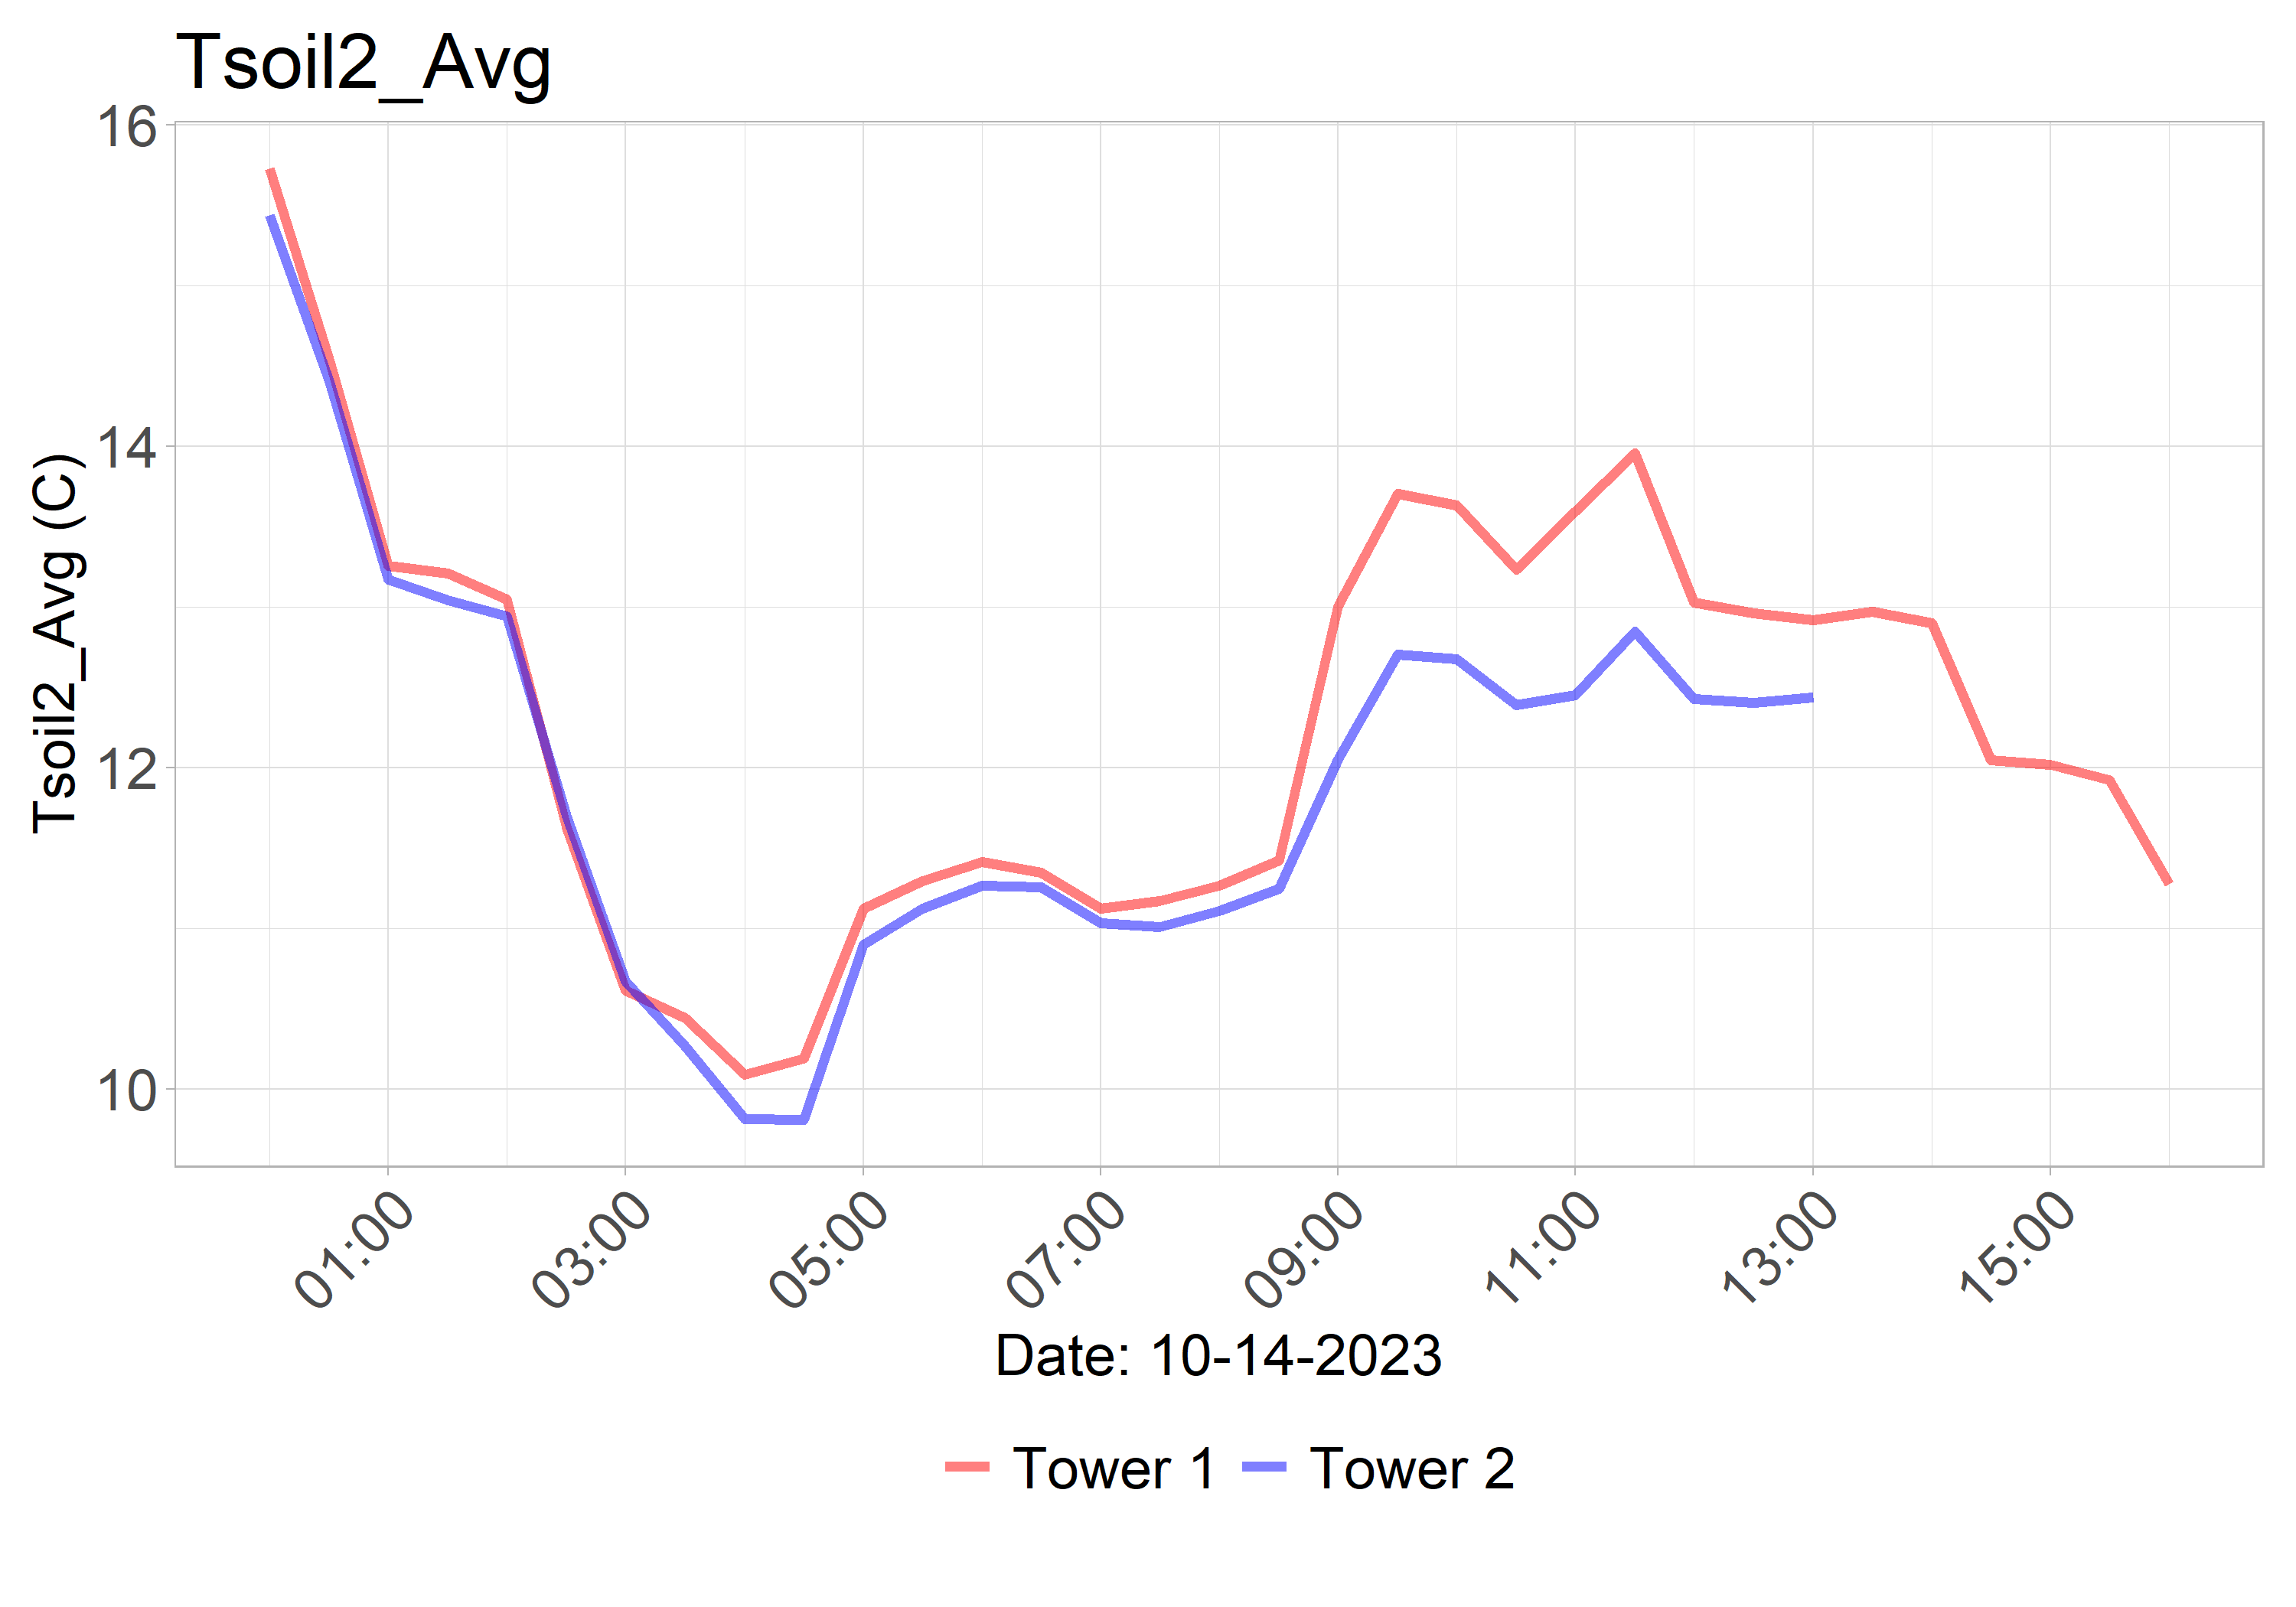 Tsoil2_Avg
16
14
12
10
Tsoil2_Avg (C)
01:00 03:00 05:00 07:00 09:00 11:00 13:00 15:00
Date: 10-14-2023
Tower 1 Tower 2